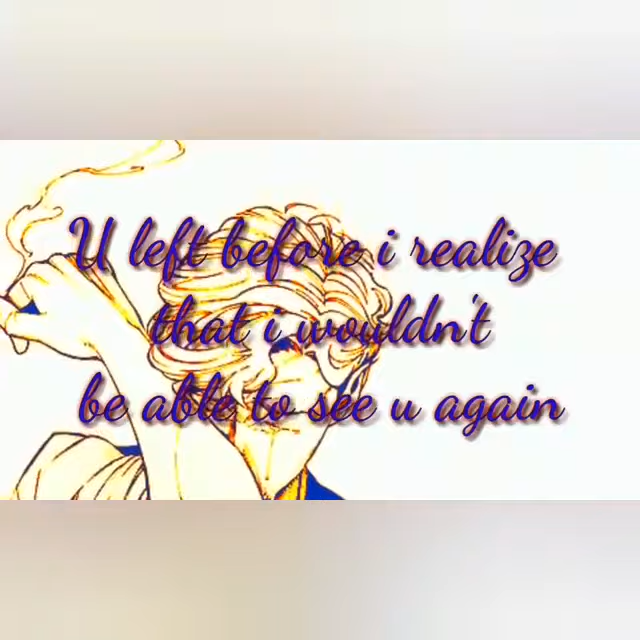 U left before i realize
that i wouldn't
be able to see u again